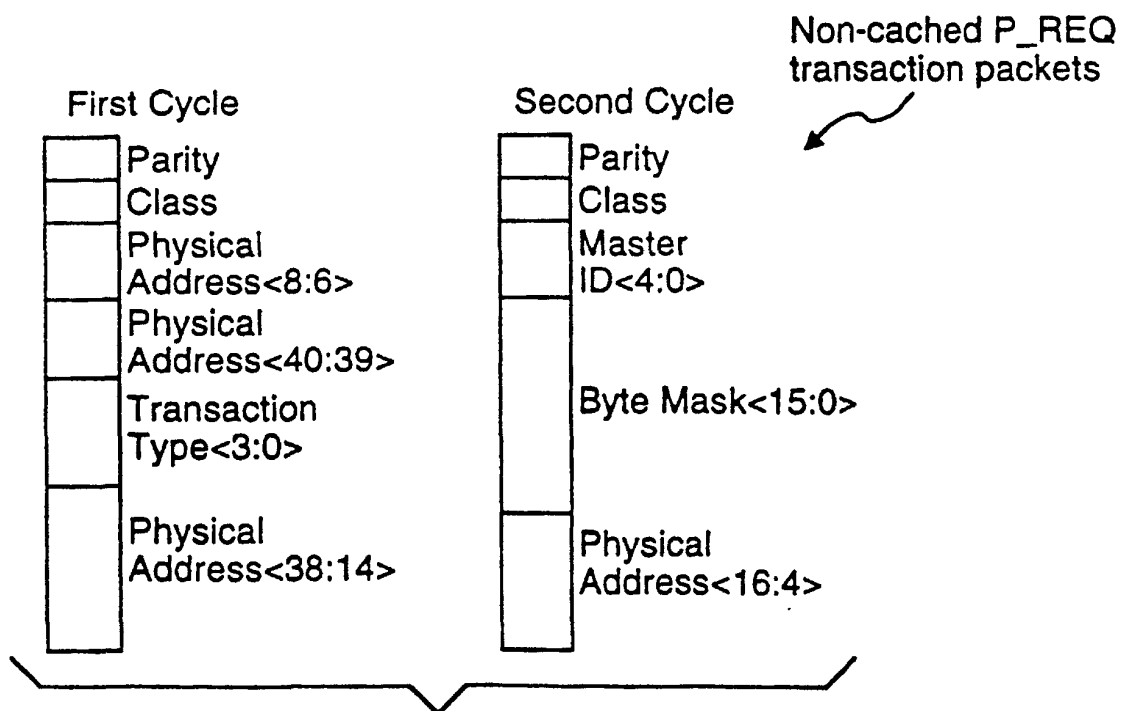 Non-cached P_REQ
transaction packets
First Cycle
Parity
Class
Physical
Address<8:6>
Physical
Address<40:39>
Transaction
Type<3:0>
Physical
Address<38:14>
Second Cycle
Parity
Class
Master
ID<4:0>
Byte Mask<15:0>
Physical
Address<16:4>